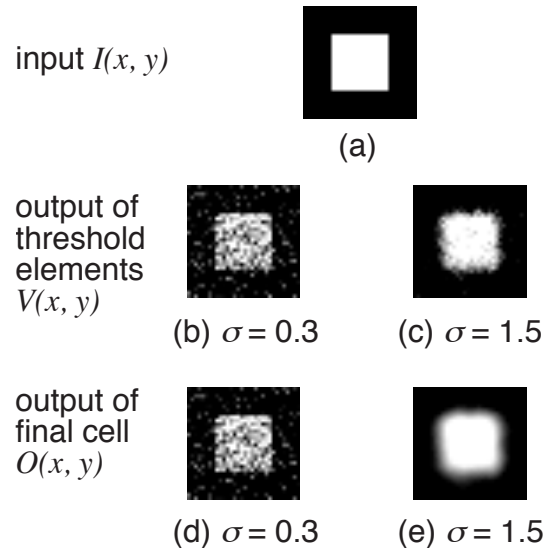 input I(x, y)
(a)
output of
threshold
elements
V(x, y)
(b) σ = 0.3
(c) σ = 1.5
output of
final cell
O(x, y)
(d) σ = 0.3
(e) σ = 1.5